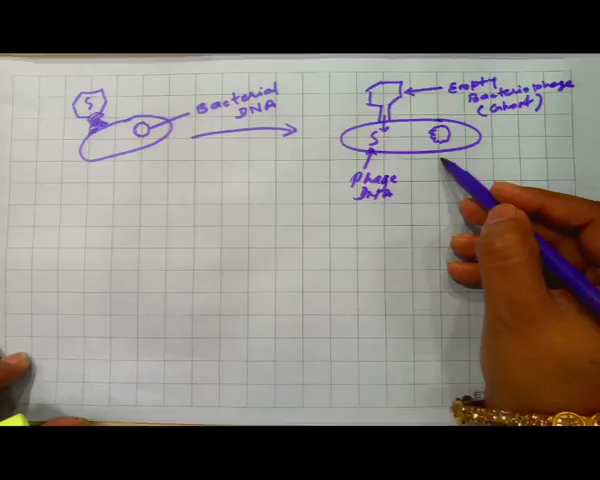 S
Bacterial
DNA
Empty
Bacteriophage
(Ghost)
S
Phage
DNA